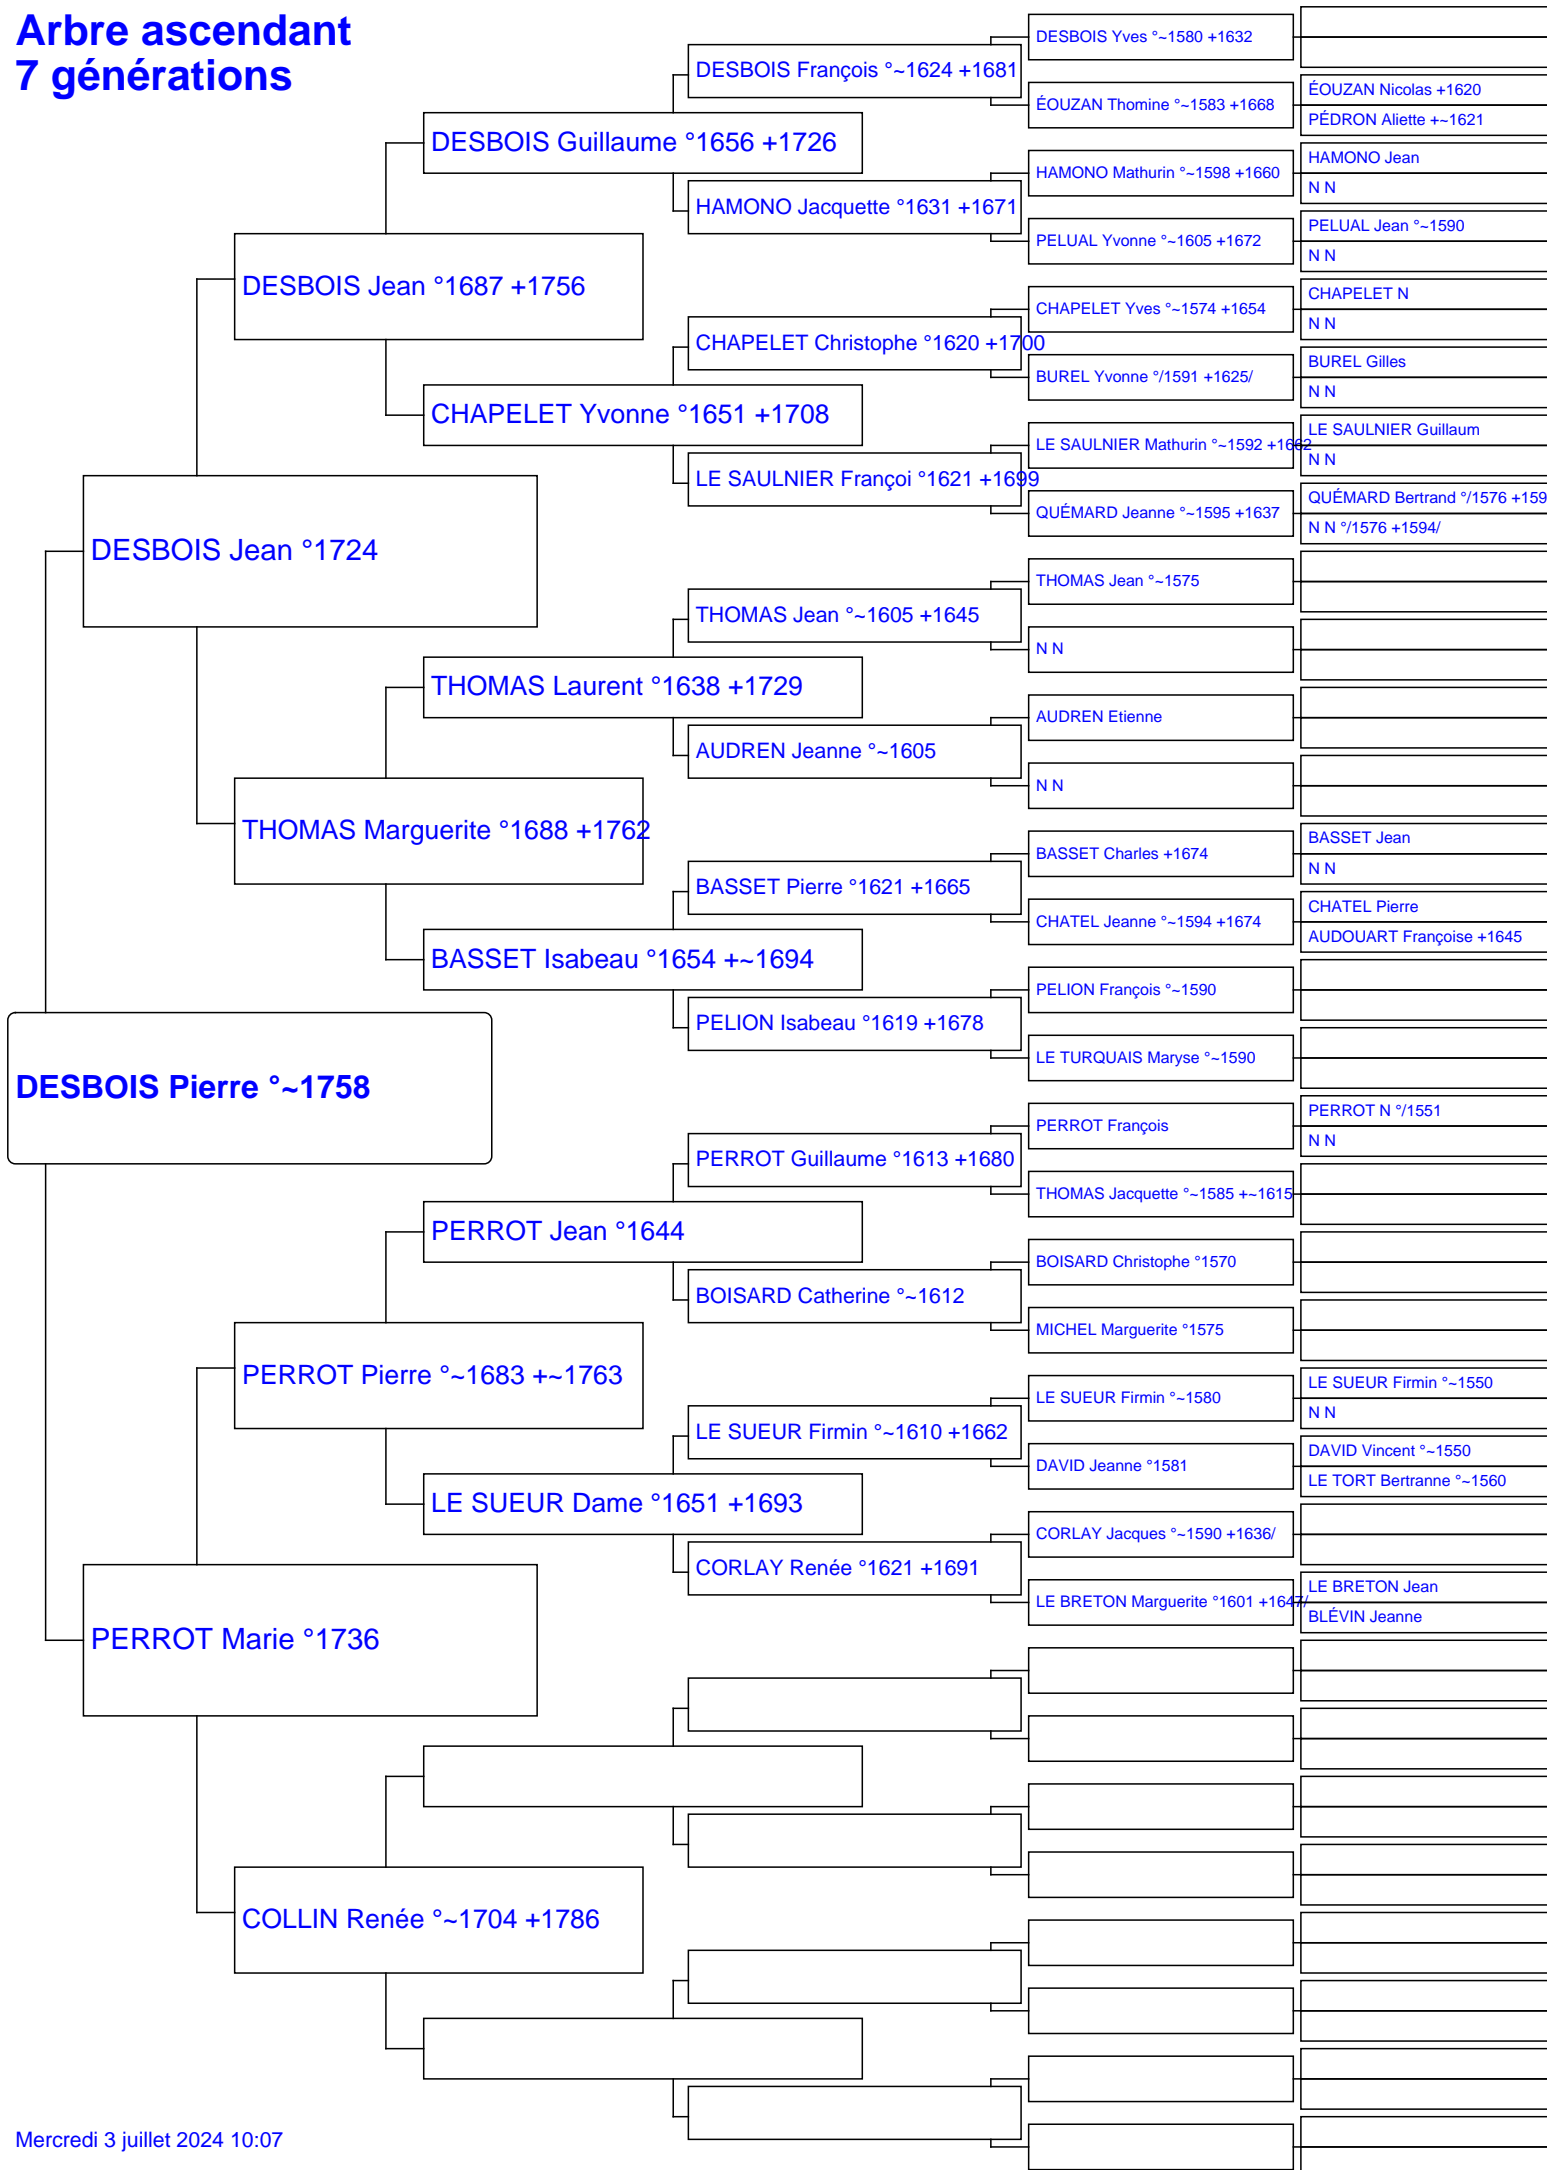 Arbre ascendant
7 générations
DESBOIS Pierre °~1758
DESBOIS Jean °1724
PERROT Marie °1736
DESBOIS Jean °1687 +1756
THOMAS Marguerite °1688 +1762
PERROT Pierre °~1683 +~1763
COLLIN Renée °~1704 +1786
DESBOIS Guillaume °1656 +1726
CHAPELET Yvonne °1651 +1708
THOMAS Laurent °1638 +1729
BASSET Isabeau °1654 +~1694
PERROT Jean °1644
LE SUEUR Dame °1651 +1693
DESBOIS François °~1624 +1681
HAMONO Jacquette °1631 +1671
CHAPELET Christophe °1620 +1700
LE SAULNIER Françoi °1621 +1699
THOMAS Jean °~1605 +1645
AUDREN Jeanne °~1605
BASSET Pierre °1621 +1665
PELION Isabeau °1619 +1678
PERROT Guillaume °1613 +1680
BOISARD Catherine °~1612
LE SUEUR Firmin °~1610 +1662
CORLAY Renée °1621 +1691
DESBOIS Yves °~1580 +1632
ÉOUZAN Thomine °~1583 +1668
HAMONO Mathurin °~1598 +1660
PELUAL Yvonne °~1605 +1672
CHAPELET Yves °~1574 +1654
BUREL Yvonne °/1591 +1625/
LE SAULNIER Mathurin °~1592 +1662
QUÉMARD Jeanne °~1595 +1637
THOMAS Jean °~1575
N N
AUDREN Etienne
N N
BASSET Charles +1674
CHATEL Jeanne °~1594 +1674
PELION François °~1590
LE TURQUAIS Maryse °~1590
PERROT François
THOMAS Jacquette °~1585 +~1615
BOISARD Christophe °1570
MICHEL Marguerite °1575
LE SUEUR Firmin °~1580
DAVID Jeanne °1581
CORLAY Jacques °~1590 +1636/
LE BRETON Marguerite °1601 +1647/
ÉOUZAN Nicolas +1620
PÉDRON Aliette +~1621
HAMONO Jean
N N
PELUAL Jean °~1590
N N
CHAPELET N
N N
BUREL Gilles
N N
LE SAULNIER Guillaum
N N
QUÉMARD Bertrand °/1576 +159
N N °/1576 +1594/
BASSET Jean
N N
CHATEL Pierre
AUDOUART Françoise +1645
PERROT N °/1551
N N
LE SUEUR Firmin °~1550
N N
DAVID Vincent °~1550
LE TORT Bertranne °~1560
LE BRETON Jean
BLÉVIN Jeanne
Mercredi 3 juillet 2024 10:07